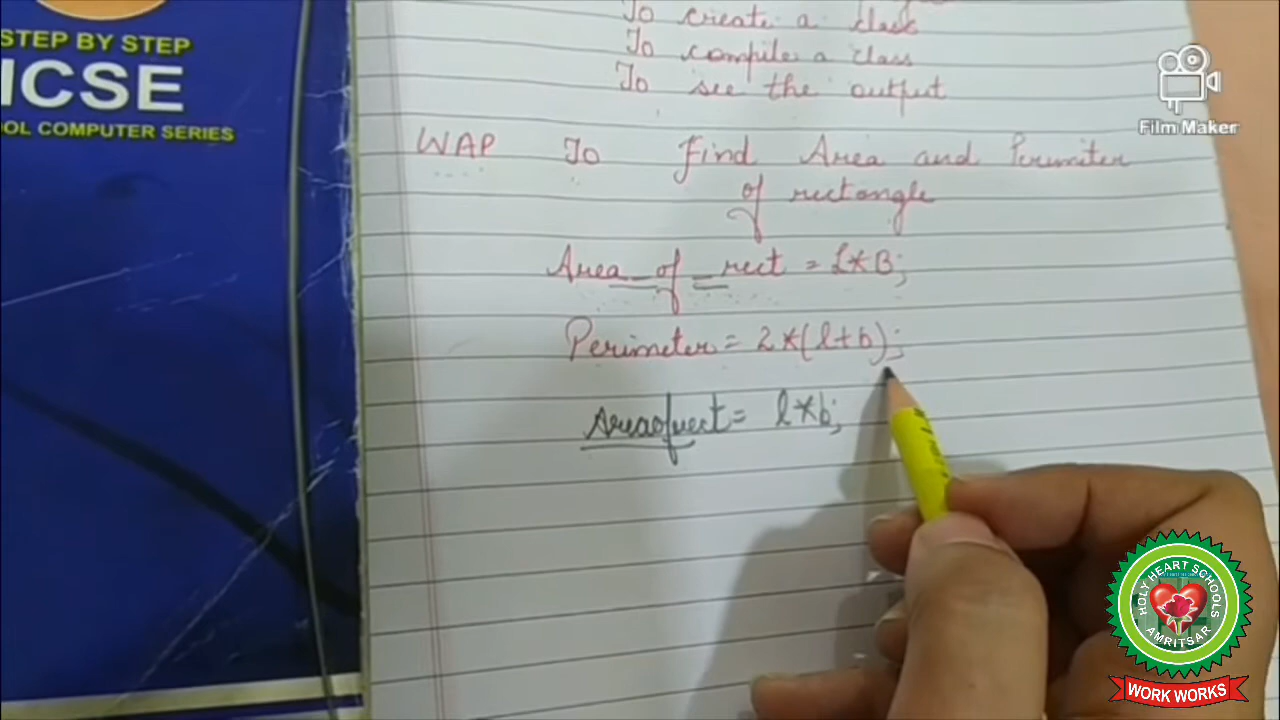 STEP BY STEP
ICSE
OL COMPUTER SERIES
To create a class
To compile a class
To see the output
WAP To Find Area and Perimiter
of rectangle
Area_of_rect = L*B;
Perimeter = 2*(l+b);
Areaofrect = l*b;
Film Maker
HOLY HEART SCHOOLS
AMRITSAR
WORK WORKS